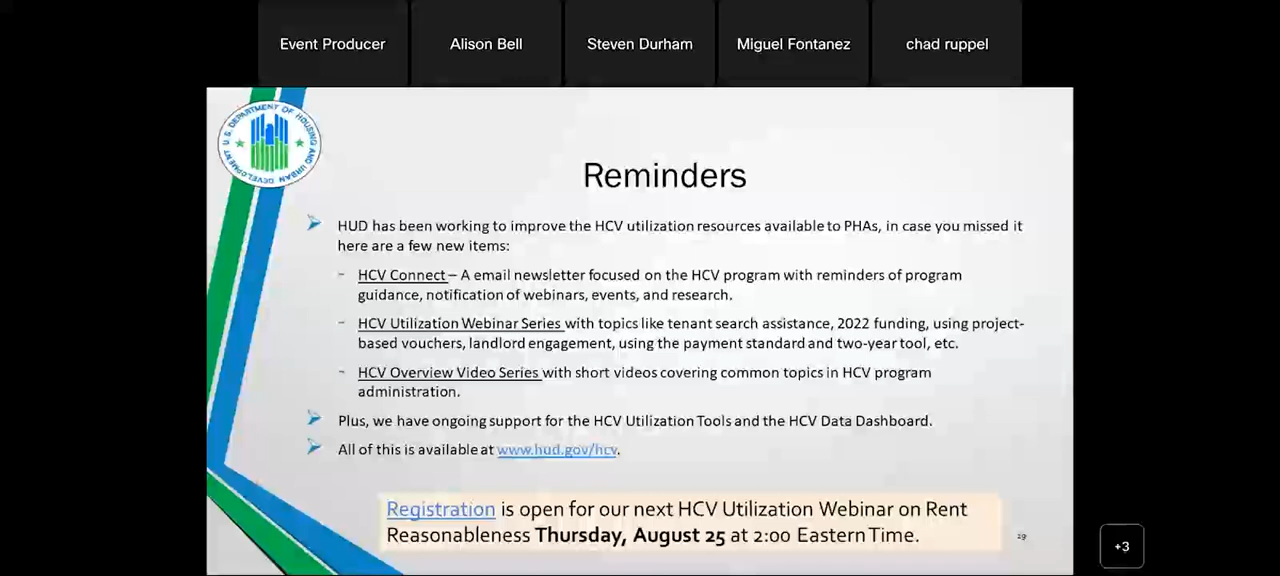 Event Producer
Alison Bell
Steven Durham
Miguel Fontanez
chad ruppel
U.S. DEPARTMENT OF HOUSING AND URBAN DEVELOPMENT
Reminders
HUD has been working to improve the HCV utilization resources available to PHAs, in case you missed it
here are a few new items:
- HCV Connect – A email newsletter focused on the HCV program with reminders of program
guidance, notification of webinars, events, and research.
- HCV Utilization Webinar Series with topics like tenant search assistance, 2022 funding, using project-
based vouchers, landlord engagement, using the payment standard and two-year tool, etc.
- HCV Overview Video Series with short videos covering common topics in HCV program
administration.
Plus, we have ongoing support for the HCV Utilization Tools and the HCV Data Dashboard.
All of this is available at www.hud.gov/hcv.
Registration is open for our next HCV Utilization Webinar on Rent
Reasonableness Thursday, August 25 at 2:00 Eastern Time.
19
+3